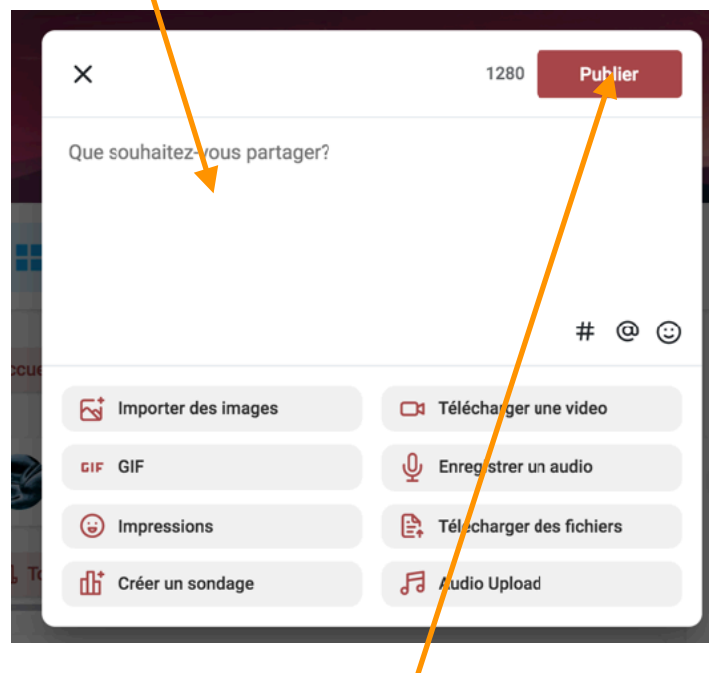 1280 Publier
Que souhaitez-vous partager?
# @
Importer des images
Télécharger une video
GIF GIF
Enregistrer un audio
Impressions
Télécharger des fichiers
Créer un sondage
Audio Upload